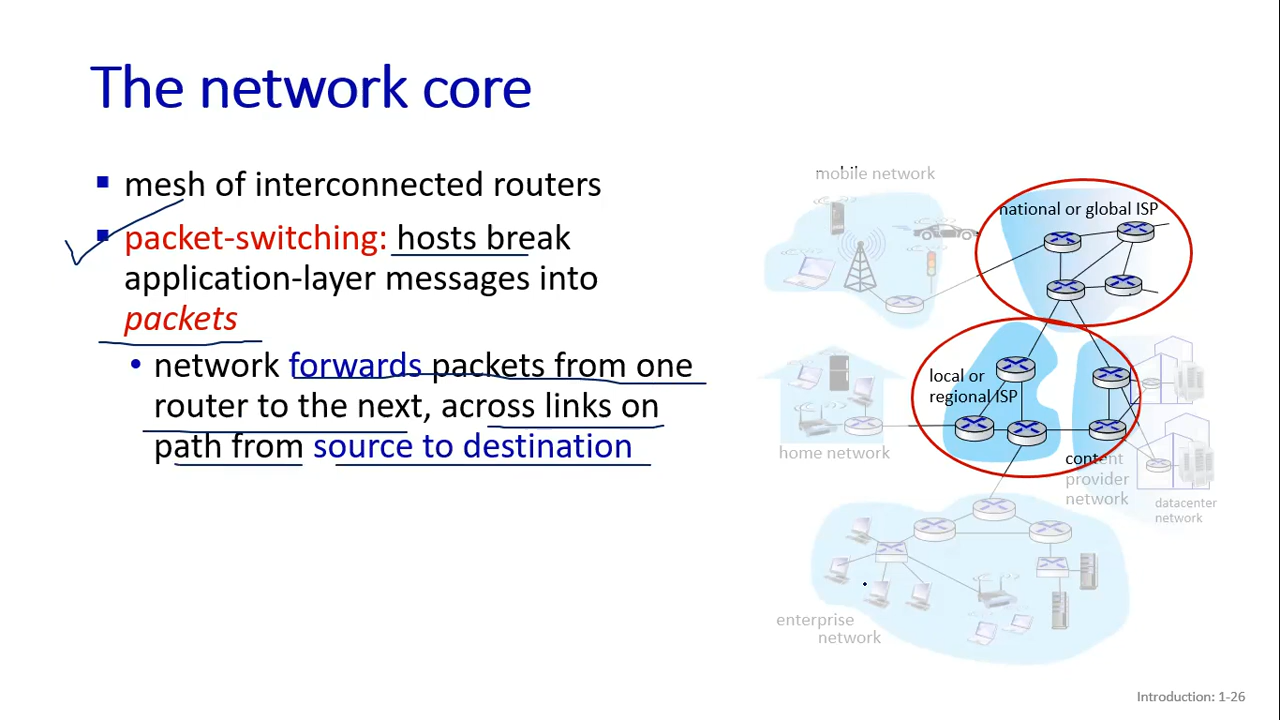 The network core
mesh of interconnected routers
packet-switching: hosts break
application-layer messages into
packets
network forwards packets from one
router to the next, across links on
path from source to destination
mobile network
national or global ISP
local or
regional ISP
home network
content
provider
network
datacenter
network
enterprise
network
Introduction: 1-26